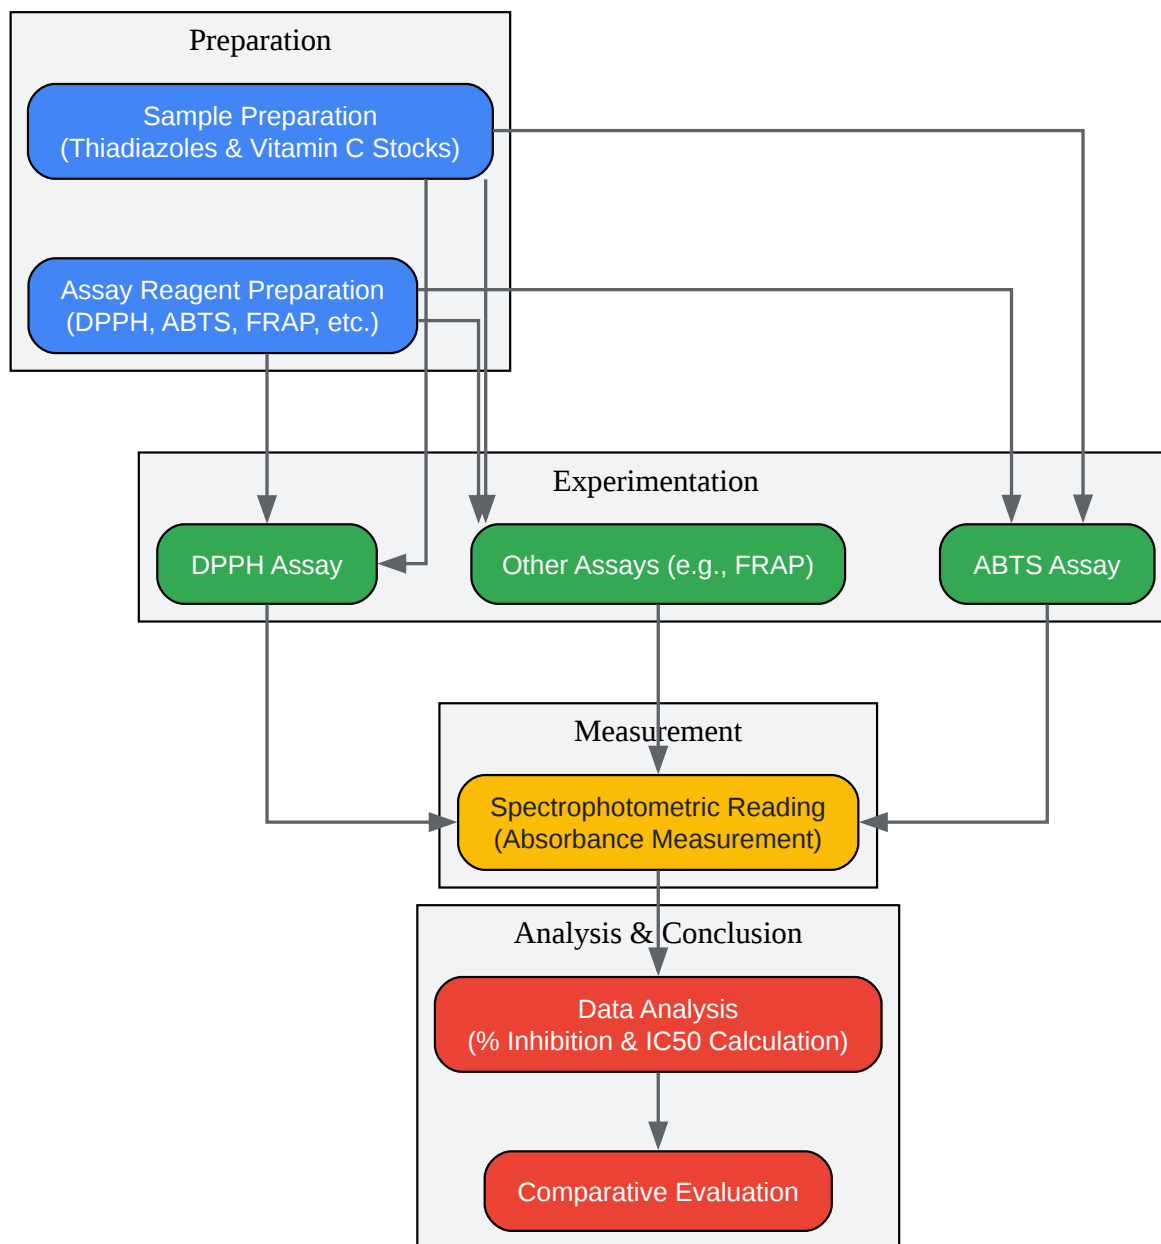 Preparation
Sample Preparation
(Thiadiazoles & Vitamin C Stocks)
Assay Reagent Preparation
(DPPH, ABTS, FRAP, etc.)
Experimentation
DPPH Assay
Other Assays (e.g., FRAP)
ABTS Assay
Measurement
Spectrophotometric Reading
(Absorbance Measurement)
Analysis & Conclusion
Data Analysis
(% Inhibition & IC50 Calculation)
Comparative Evaluation